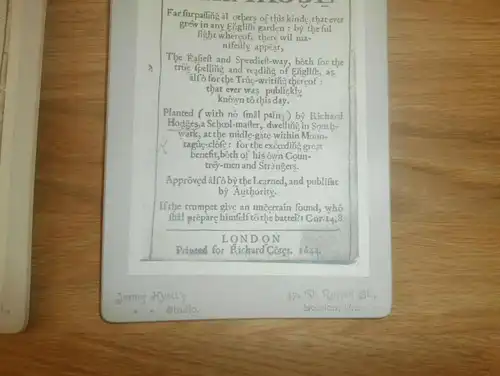 Far surpassing al others of this kinde, that ever
grew in any English garden: by the ful
sight whereof, there wil ma-
nifestly appear,
The Easiest and Speediest-way, both for the
true spelling and reading of English, as
also for the True-writing thereof:
that ever was publickly
known to this day.
Planted (with no smal pains) by Richard
Hodges, a School-master, dwelling in South-
wark, at the midle-gate within Moun-
tague-close: for the exceeding great
benefit, both of his own Coun-
trey-men and Strangers.
Approved also by the Learned, and publisht
by Authority.
If the trumpet give an uncertain sound, who
shal prepare himself to the battel? Cor. 14, 8
LONDON
Printed for Richard Cotes. 1644.